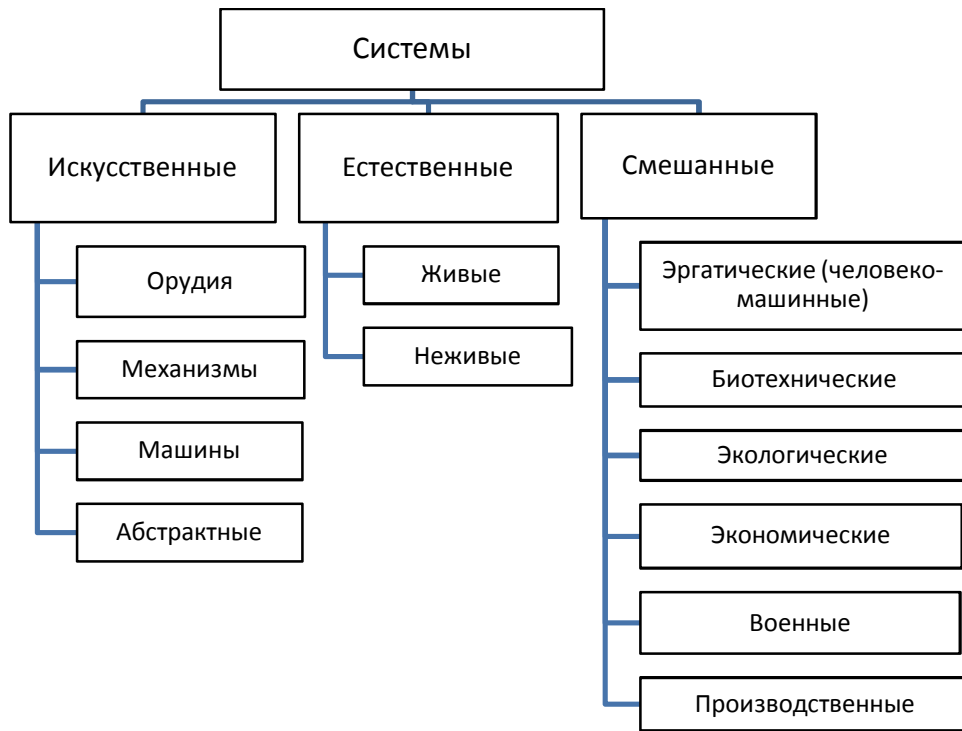 Системы
Искусственные
Орудия
Механизмы
Машины
Абстрактные
Естественные
Живые
Неживые
Смешанные
Эргатические (человеко-
машинные)
Биотехнические
Экологические
Экономические
Военные
Производственные